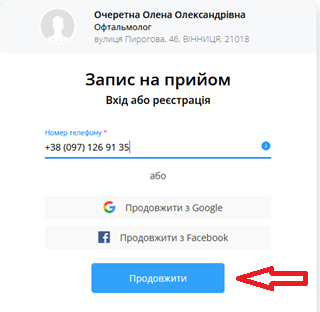 Очеретна Олена Олександрівна
Офтальмолог
вулиця Пирогова, 46, ВІННИЦЯ, 21018
Запис на прийом
Вхід або реєстрація
Номер телефону *
+38 (097) 126 91 35
або
Продовжити з Google
Продовжити з Facebook
Продовжити